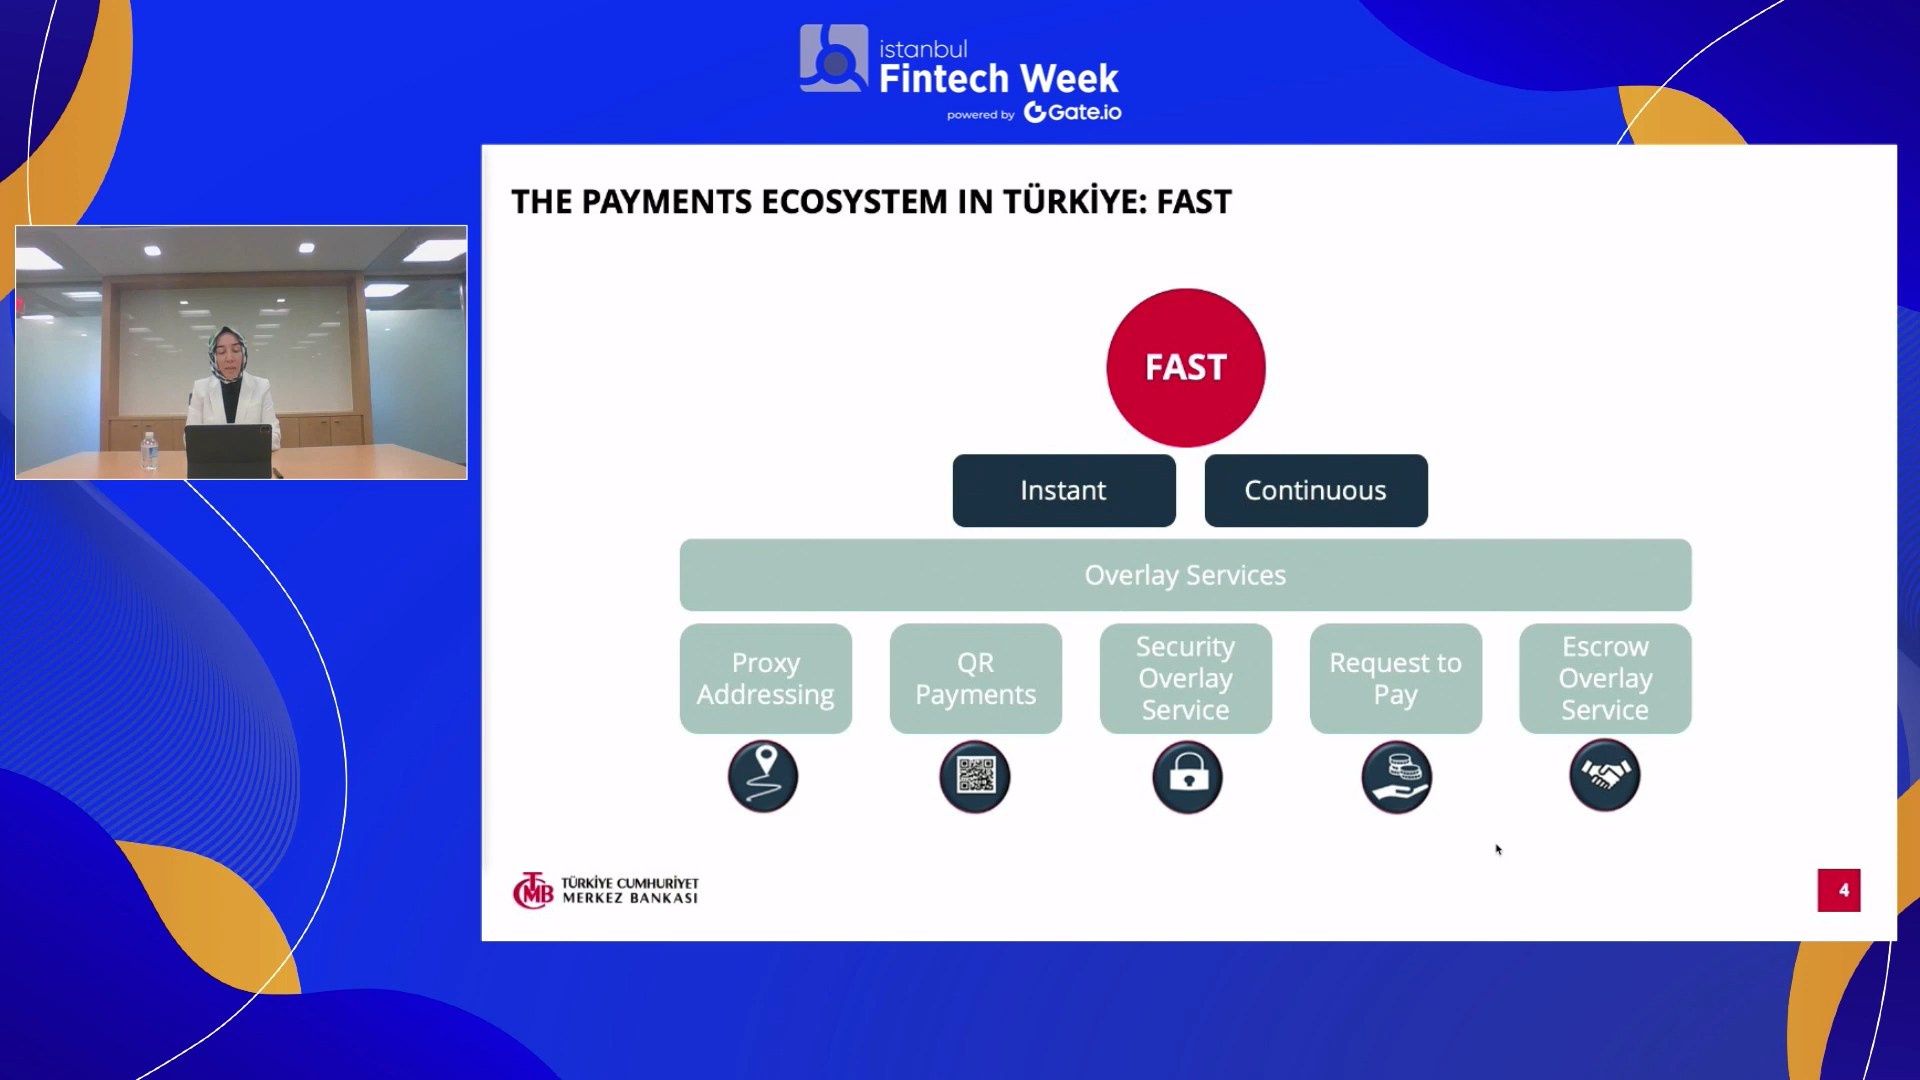 istanbul
Fintech Week
powered by Gate.io
THE PAYMENTS ECOSYSTEM IN TÜRKİYE: FAST
FAST
Instant
Continuous
Overlay Services
Proxy
Addressing
QR
Payments
Security
Overlay
Service
Request to
Pay
Escrow
Overlay
Service
TCMB
TÜRKİYE CUMHURİYET
MERKEZ BANKASI
4